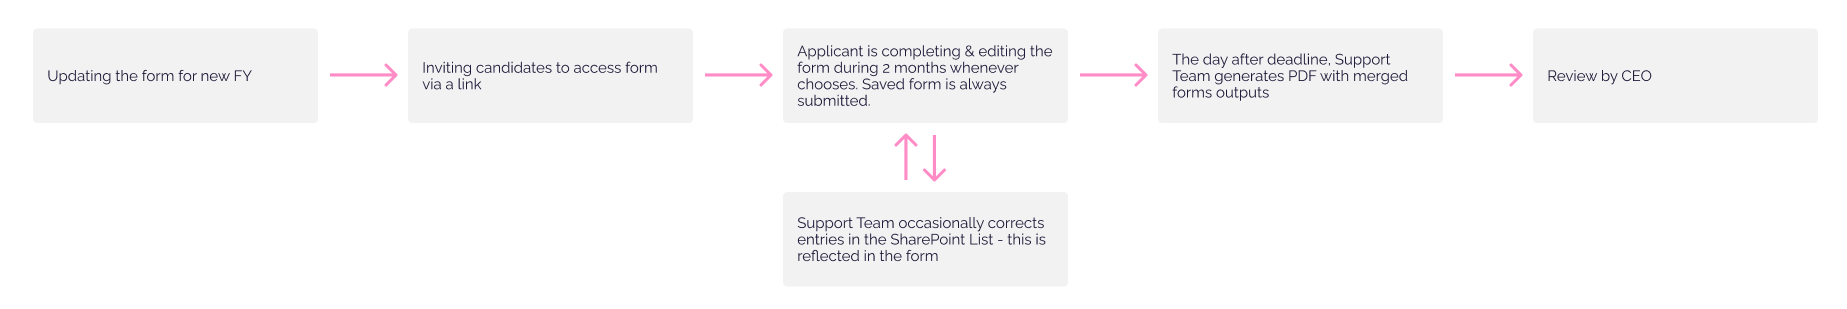 Updating the form for new FY
Inviting candidates to access form
via a link
Applicant is completing & editing the
form during 2 months whenever
chooses. Saved form is always
submitted.
The day after deadline, Support
Team generates PDF with merged
forms outputs
Review by CEO
Support Team occasionally corrects
entries in the SharePoint List - this is
reflected in the form